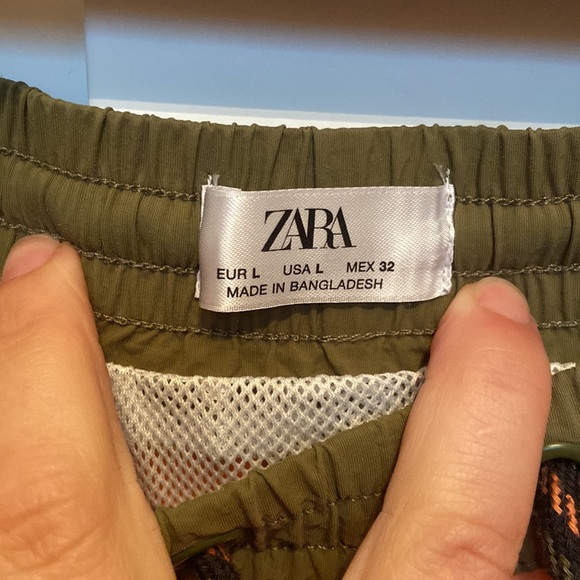 ZARA
EUR L USA L MEX 32
MADE IN BANGLADESH